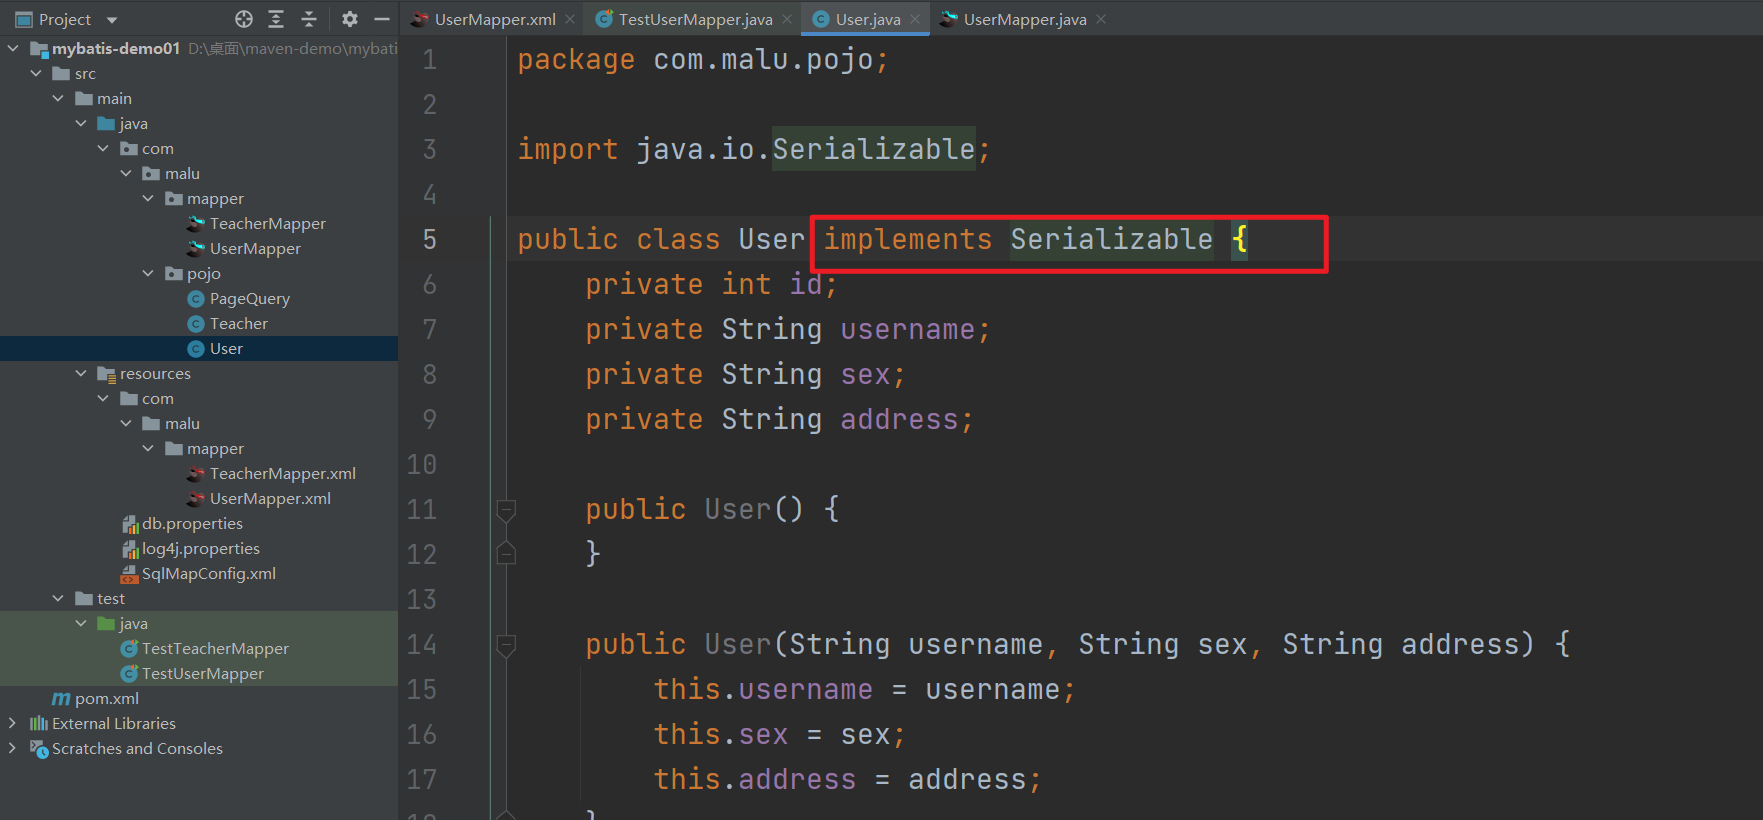 Project
UserMapper.xml
TestUserMapper.java
User.java
UserMapper.java
mybatis-demo01 D:\桌面\maven-demo\mybati
src
main
java
com
malu
mapper
TeacherMapper
UserMapper
pojo
PageQuery
Teacher
User
resources
com
malu
mapper
TeacherMapper.xml
UserMapper.xml
db.properties
log4j.properties
SqlMapConfig.xml
test
java
TestTeacherMapper
TestUserMapper
pom.xml
External Libraries
Scratches and Consoles
1 package com.malu.pojo;
2
3 import java.io.Serializable;
4
5 public class User implements Serializable {
6 private int id;
7 private String username;
8 private String sex;
9 private String address;
10
11 public User() {
12 }
13
14 public User(String username, String sex, String address) {
15 this.username = username;
16 this.sex = sex;
17 this.address = address;